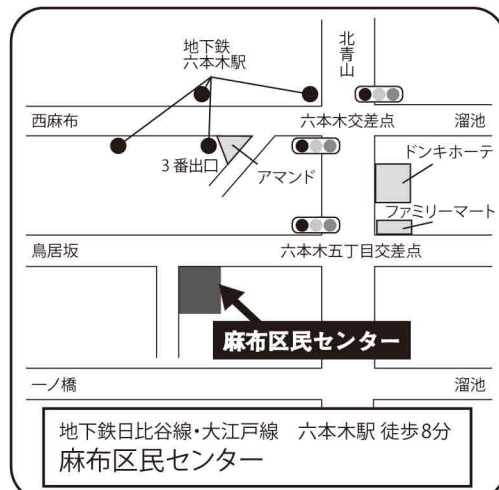 地下鉄
六本木駅
北青山
西麻布
六本木交差点
溜池
3番出口
アマンド
ドンキホーテ
ファミリーマート
鳥居坂
六本木五丁目交差点
麻布区民センター
一ノ橋
溜池
地下鉄日比谷線・大江戸線　六本木駅 徒歩8分
麻布区民センター